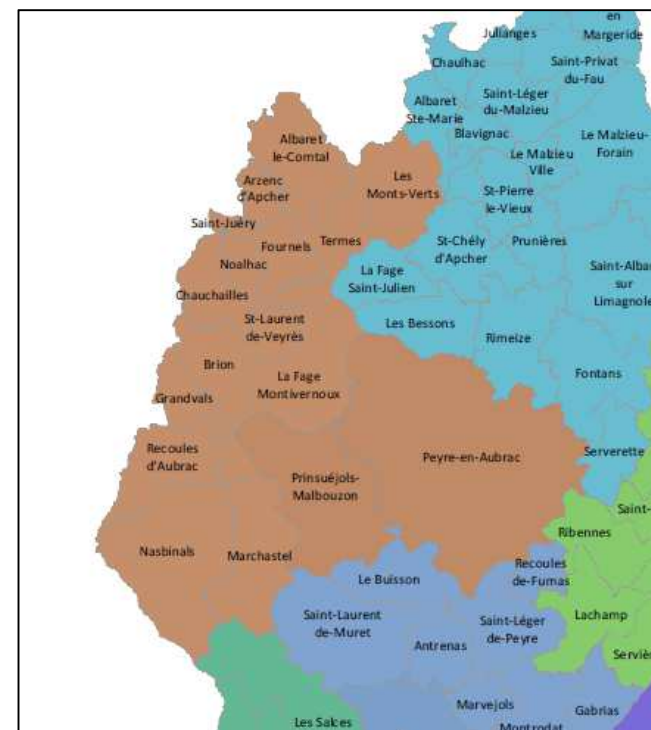 en
Margeride
Julianges
Chaulhac
Saint-Privat
du-Fau
Saint-Léger
du-Malzieu
Albaret
Ste-Marie
Blavignac
Le Malzieu-
Forain
Le Malzieu
Ville
Albaret
le-Comtal
Les
Monts-Verts
Arzenc
d'Apcher
St-Pierre
le-Vieux
Saint-Juéry
Fournels
Termes
St-Chély
d'Apcher
Prunières
Noalhac
La Fage
Saint-Julien
Saint-Alba
sur
Limagnole
Chauchailles
St-Laurent
de-Veyrès
Les Bessons
Rimeize
Brion
La Fage
Montivernoux
Fontans
Grandvals
Recoules
d'Aubrac
Peyre-en-Aubrac
Serverette
Prinsuéjols-
Malbouzon
Saint-
Ribennes
Nasbinals
Marchastel
Le Buisson
Recoules
de-Fumas
Saint-Laurent
de-Muret
Saint-Léger
de-Peyre
Lachamp
Antrenas
Serviè
Marvejols
Gabrias
Les Salces
Montrodat